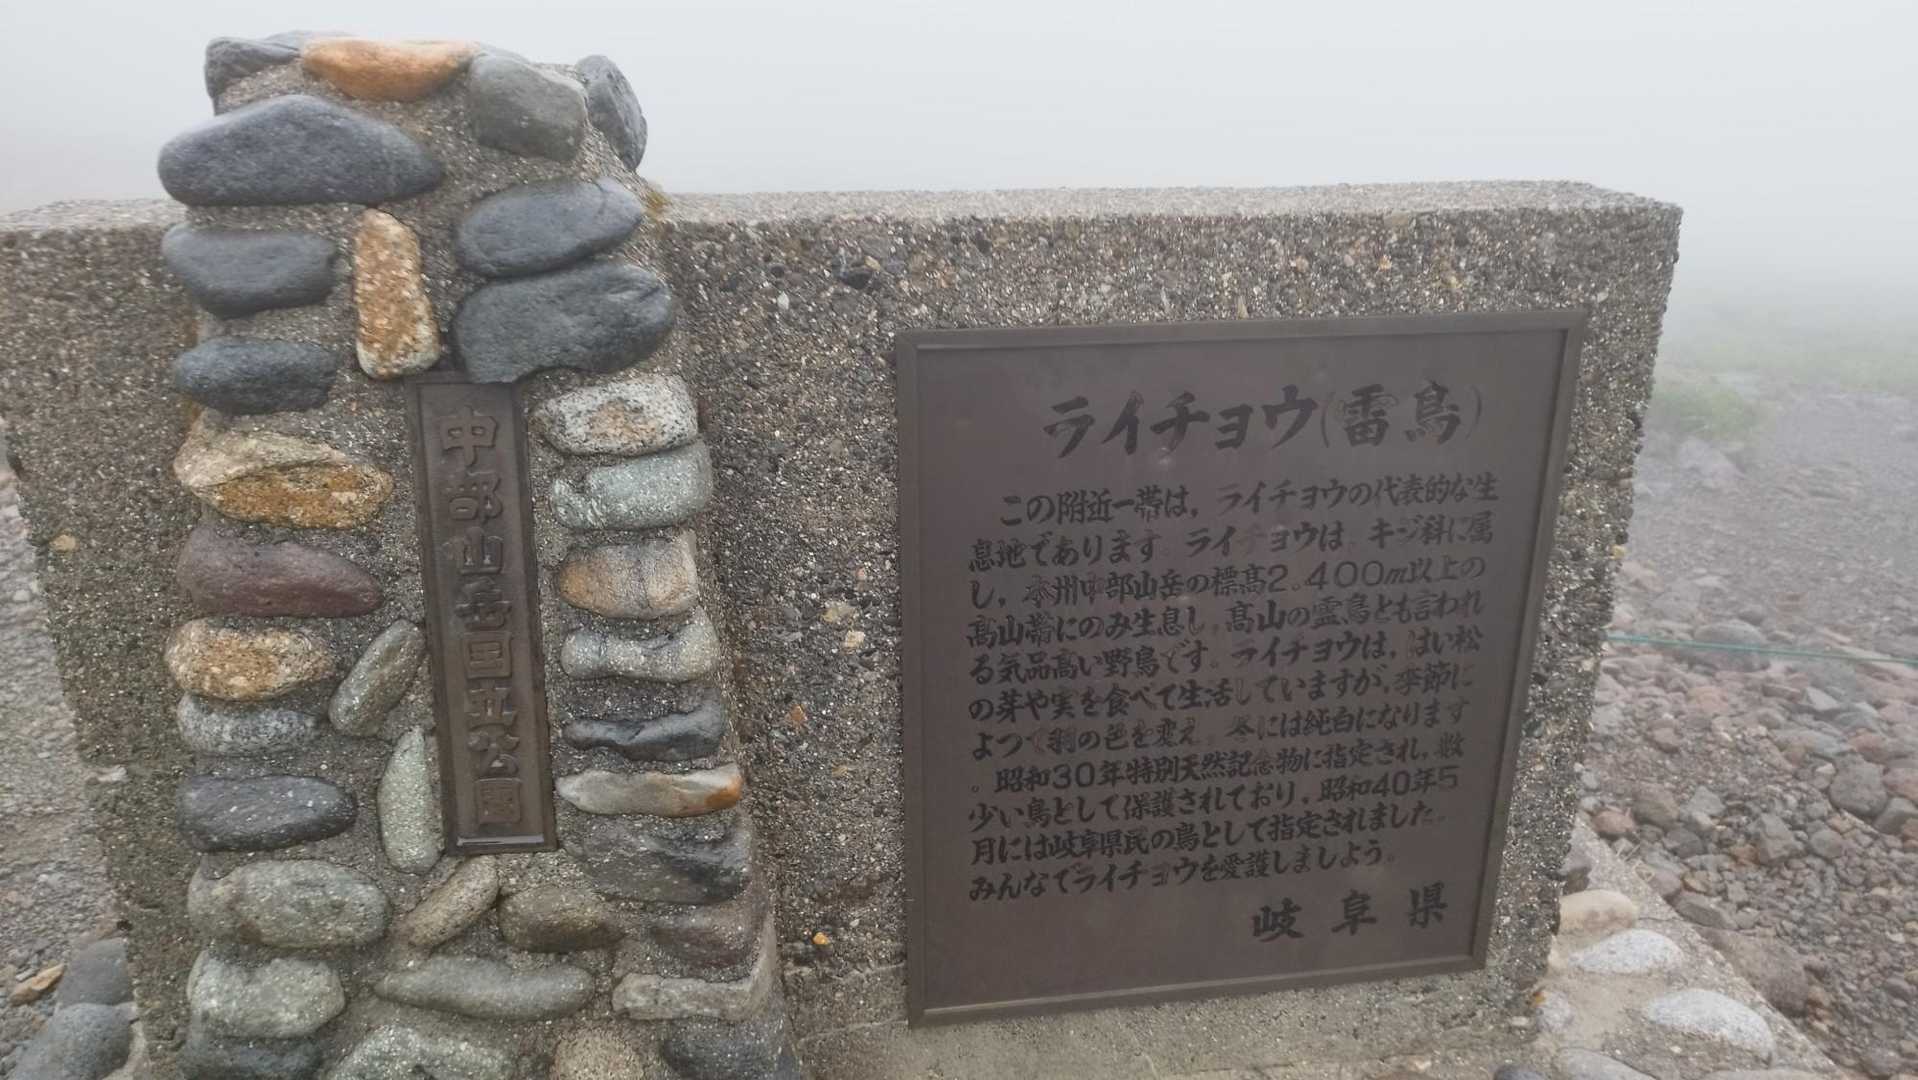 中部山岳国立公園
ライチョウ(雷鳥)
この附近一帯は，ライチョウの代表的な生
息地であります。ライチョウは。キジ科に属
し，本州中部山岳の標高2。400m以上の
高山帯にのみ生息し。高山の霊鳥とも言われ
る気品高い野鳥です。ライチョウは，はい松
の芽や実を食べて生活していますが，季節に
よつて羽の色を変え。冬には純白になります
。昭和30年特別天然記念物に指定され，数
少い鳥として保護されており，昭和40年5
月には岐阜県民の鳥として指定されました。
みんなでライチョウを愛護しましよう。
岐阜県